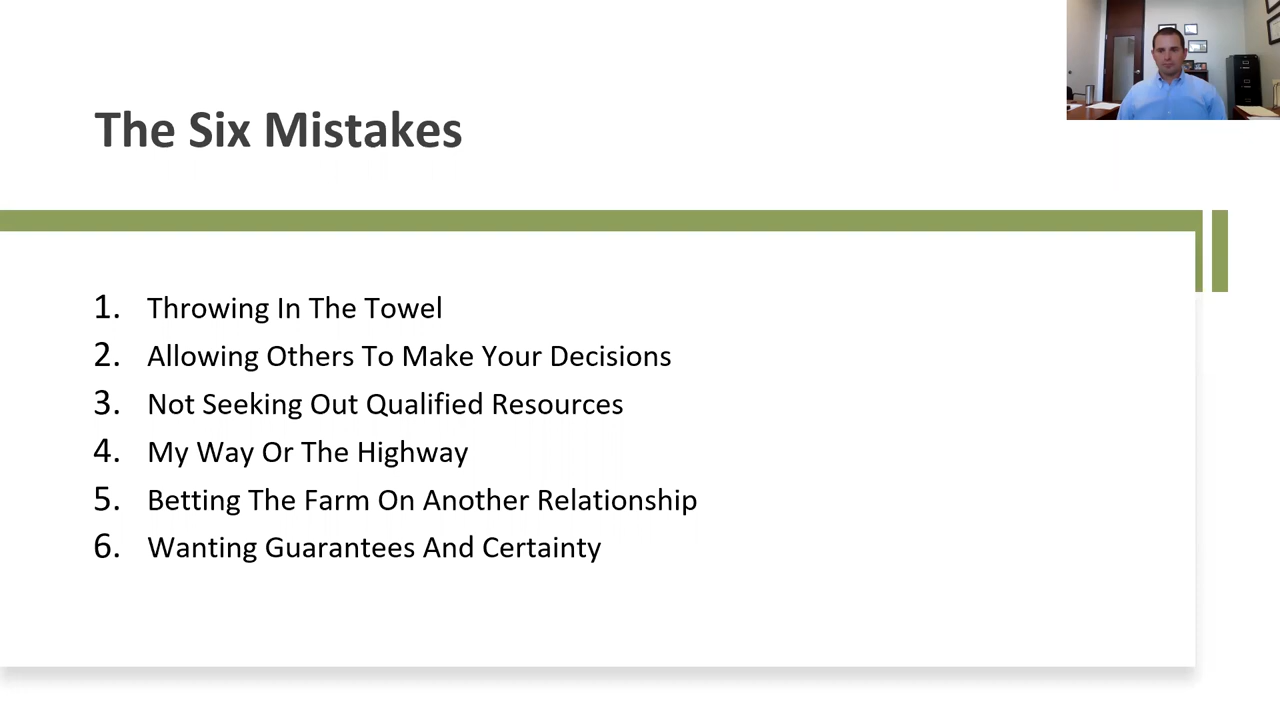 The Six Mistakes
1. Throwing In The Towel
2. Allowing Others To Make Your Decisions
3. Not Seeking Out Qualified Resources
4. My Way Or The Highway
5. Betting The Farm On Another Relationship
6. Wanting Guarantees And Certainty